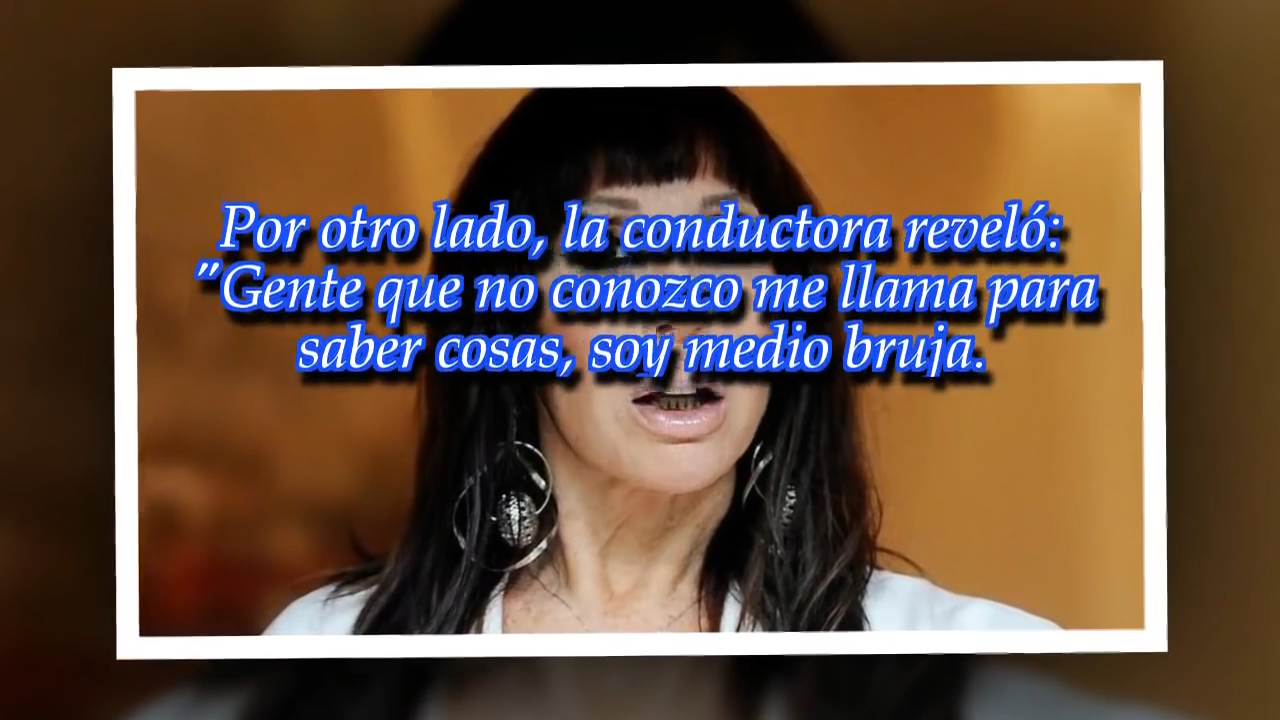 Por otro lado, la conductora reveló:
"Gente que no conozco me llama para
saber cosas, soy medio bruja.